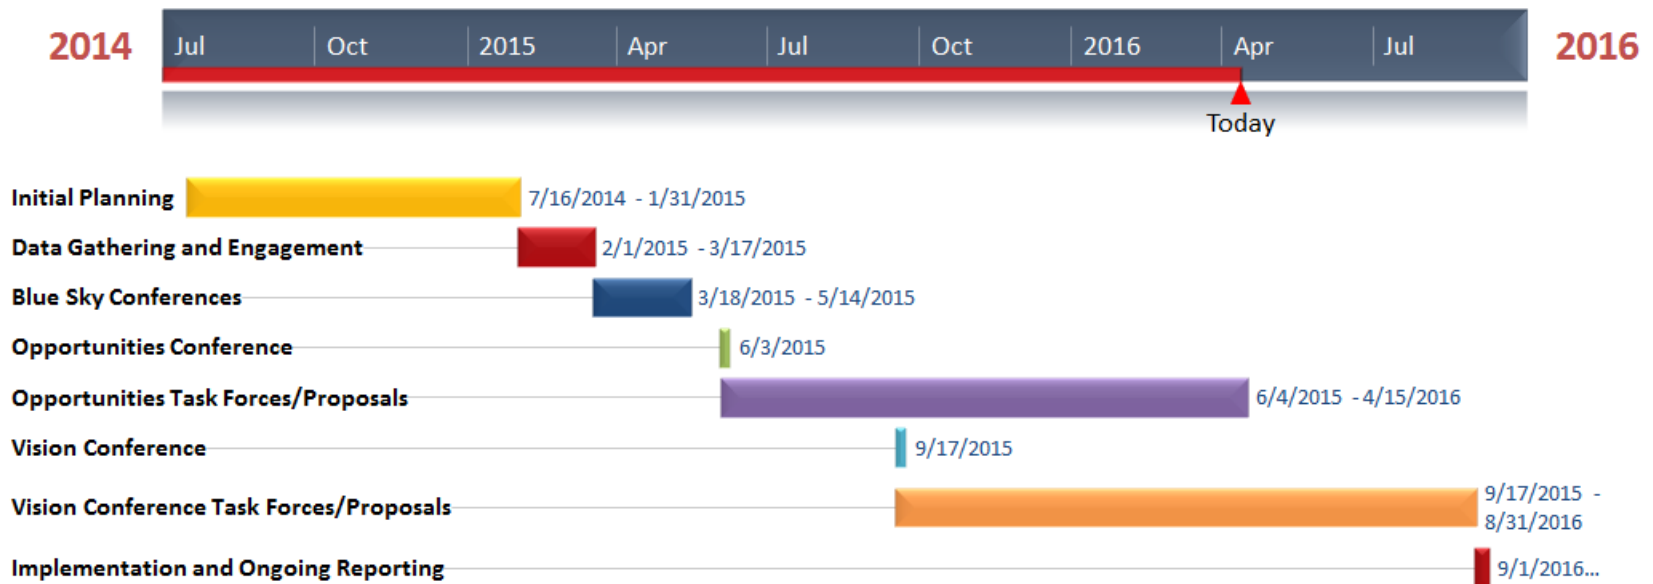 2014 Jul Oct 2015 Apr Jul Oct 2016 Apr Jul 2016
Today
Initial Planning 7/16/2014 - 1/31/2015
Data Gathering and Engagement 2/1/2015 - 3/17/2015
Blue Sky Conferences 3/18/2015 - 5/14/2015
Opportunities Conference 6/3/2015
Opportunities Task Forces/Proposals 6/4/2015 - 4/15/2016
Vision Conference 9/17/2015
Vision Conference Task Forces/Proposals 9/17/2015 -
8/31/2016
Implementation and Ongoing Reporting 9/1/2016...